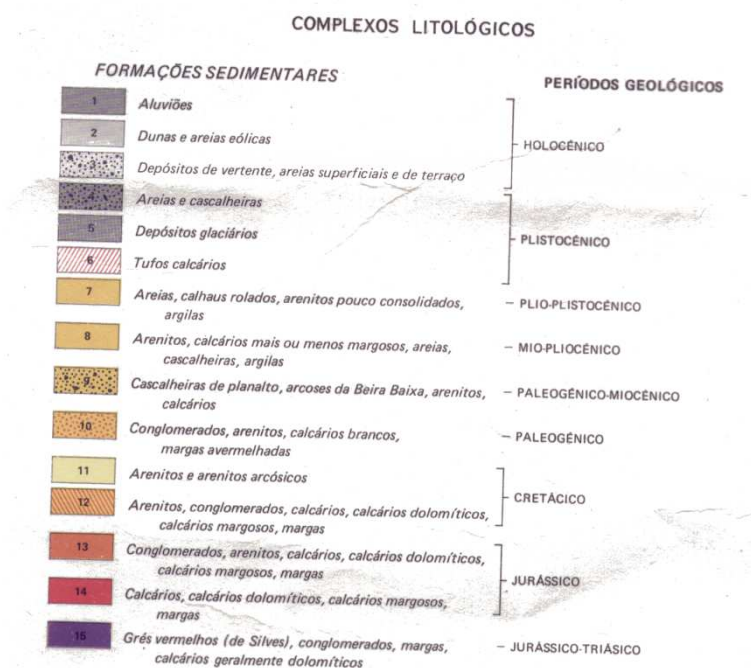 COMPLEXOS LITOLÓGICOS
FORMAÇÕES SEDIMENTARES
PERÍODOS GEOLÓGICOS
1 Aluviões
2 Dunas e areias eólicas
HOLOCÉNICO
3 Depósitos de vertente, areias superficiais e de terraço
4 Areias e cascalheiras
5 Depósitos glaciários
PLISTOCÉNICO
6 Tufos calcários
7 Areias, calhaus rolados, arenitos pouco consolidados, – PLIO-PLISTOCÉNICO
argilas
8 Arenitos, calcários mais ou menos margosos, areias, – MIO-PLIOCÉNICO
cascalheiras, argilas
9 Cascalheiras de planalto, arcoses da Beira Baixa, arenitos, – PALEOGÉNICO-MIOCÉNICO
calcários
10 Conglomerados, arenitos, calcários brancos, – PALEOGÉNICO
margas avermelhadas
11 Arenitos e arenitos arcósicos
CRETÁCICO
12 Arenitos, conglomerados, calcários, calcários dolomíticos,
calcários margosos, margas
13 Conglomerados, arenitos, calcários, calcários dolomíticos,
calcários margosos, margas
JURÁSSICO
14 Calcários, calcários dolomíticos, calcários margosos,
margas
15 Grés vermelhos (de Silves), conglomerados, margas, – JURÁSSICO-TRIÁSICO
calcários geralmente dolomíticos